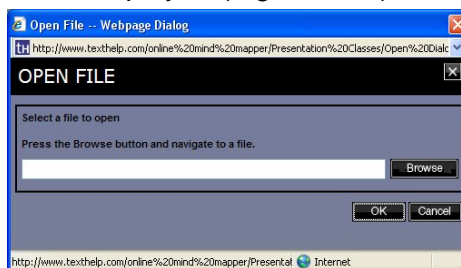 Open File -- Webpage Dialog
http://www.texthelp.com/online%20mind%20mapper/Presentation%20Classes/Open%20Dialc
OPEN FILE
Select a file to open
Press the Browse button and navigate to a file.
Browse
OK Cancel
http://www.texthelp.com/online%20mind%20mapper/Presentat Internet